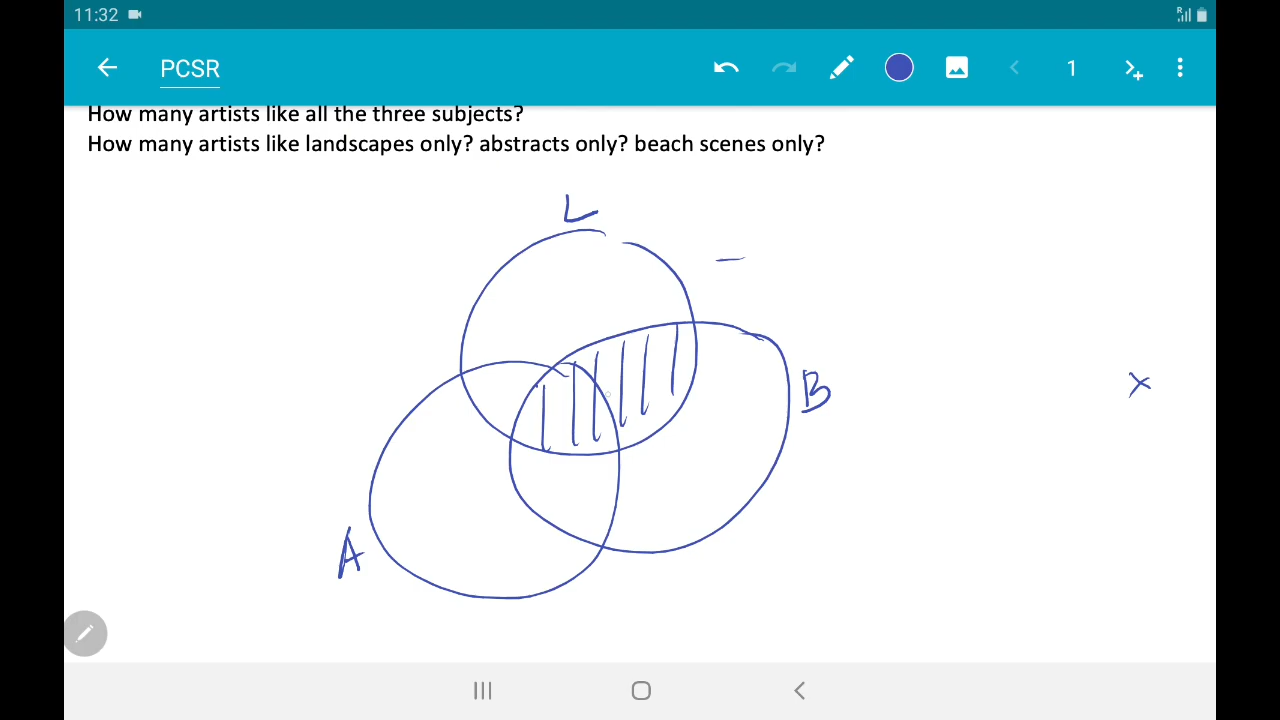 11:32
PCSR
1
How many artists like all the three subjects?
How many artists like landscapes only? abstracts only? beach scenes only?
L
B
x
A